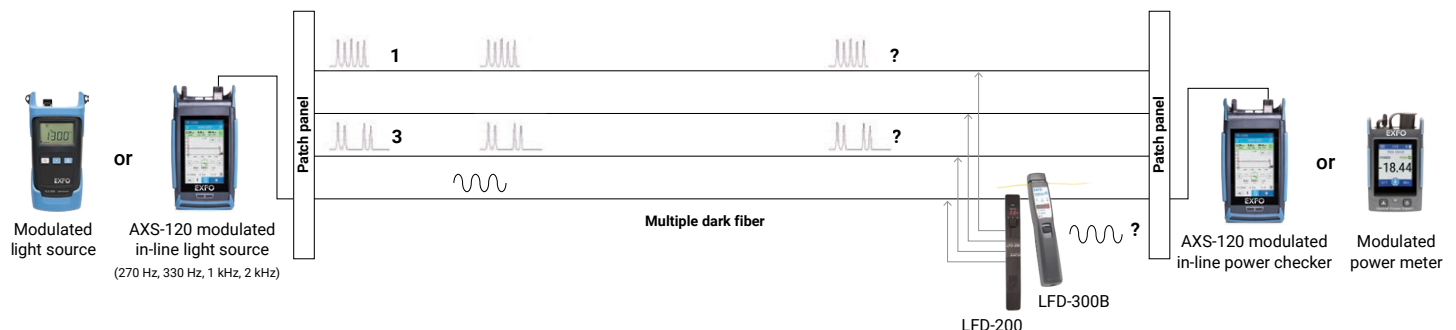 1
?
Patch panel
3
?
1300
EXFO
or
EXFO
Multiple dark fiber
?
Patch panel
EXFO
or
EXFO
-18.44
Modulated
light source
AXS-120 modulated
in-line light source
(270 Hz, 330 Hz, 1 kHz, 2 kHz)
LFD-300B
LFD-200
AXS-120 modulated
in-line power checker
Modulated
power meter